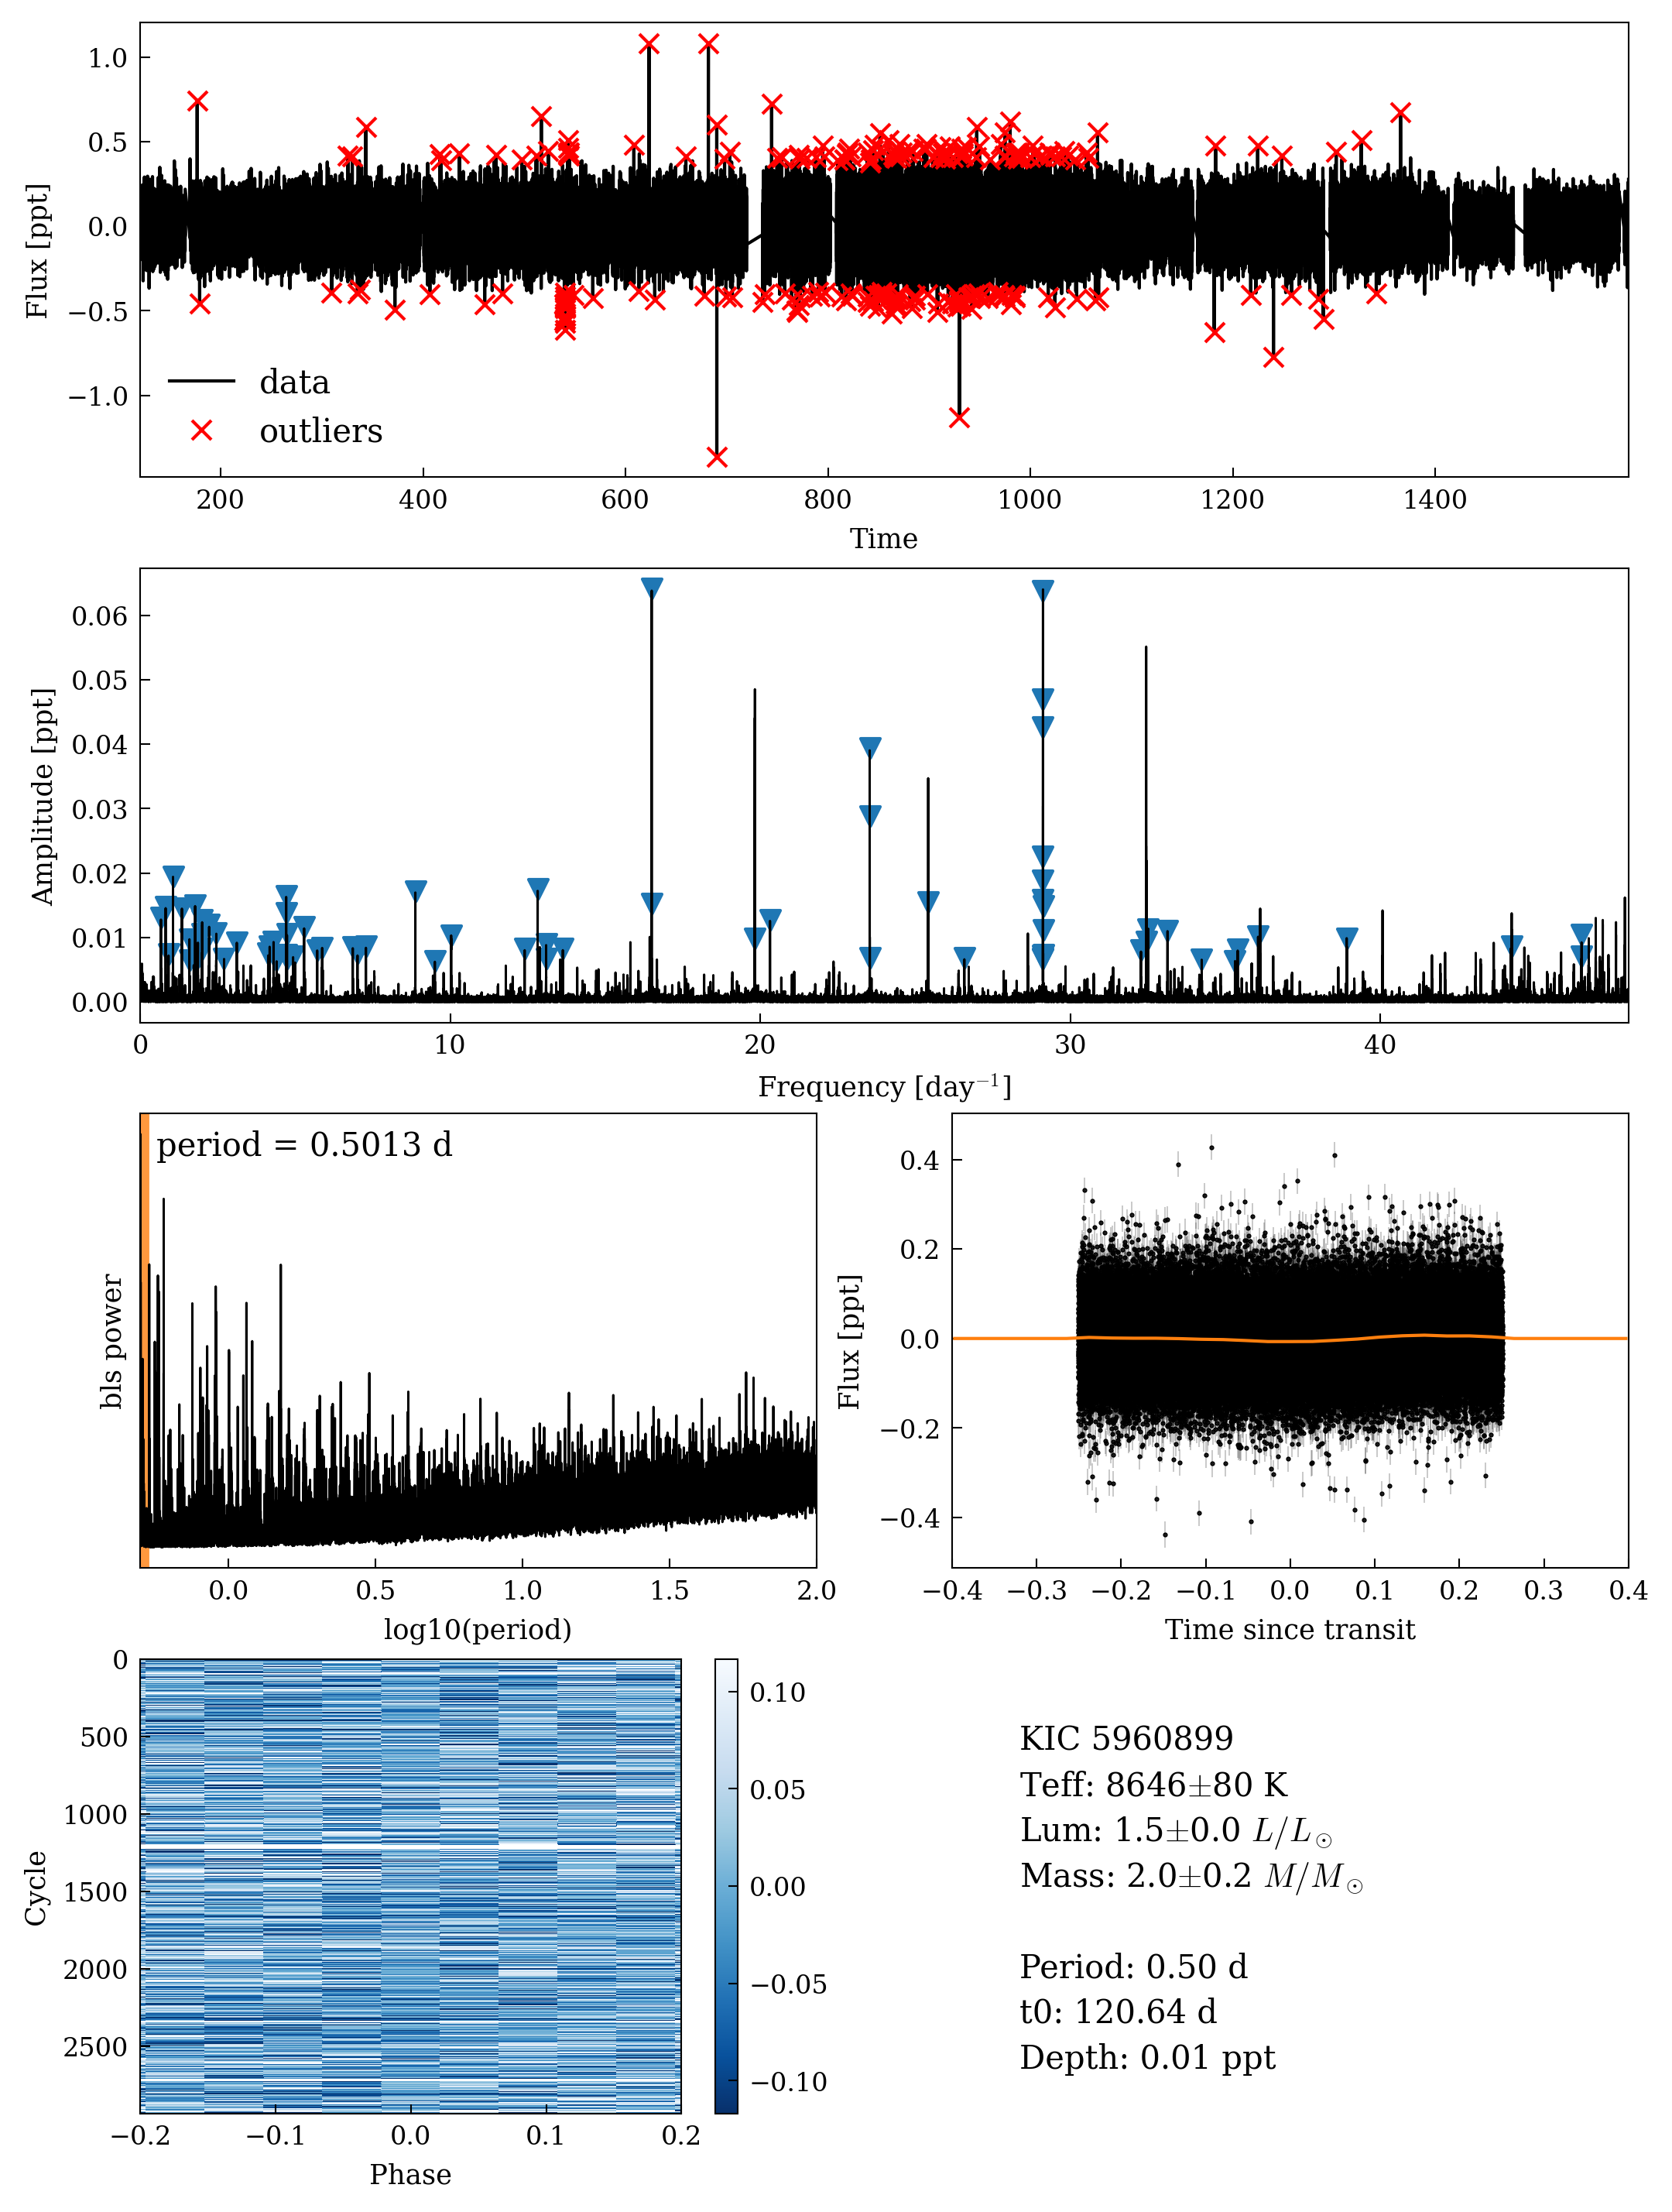 1.0
0.5
0.0
−0.5
−1.0
Flux [ppt]
data
outliers
200 400 600 800 1000 1200 1400
Time
0.06
0.05
0.04
0.03
0.02
0.01
0.00
Amplitude [ppt]
0 10 20 30 40
Frequency [day⁻¹]
period = 0.5013 d
bls power
0.0 0.5 1.0 1.5 2.0
log10(period)
0.4
0.2
0.0
−0.2
−0.4
Flux [ppt]
−0.4 −0.3 −0.2 −0.1 0.0 0.1 0.2 0.3 0.4
Time since transit
0
500
1000
1500
2000
2500
Cycle
−0.2 −0.1 0.0 0.1 0.2
Phase
0.10
0.05
0.00
−0.05
−0.10
KIC 5960899
Teff: 8646±80 K
Lum: 1.5±0.0 L/L⊙
Mass: 2.0±0.2 M/M⊙
Period: 0.50 d
t0: 120.64 d
Depth: 0.01 ppt